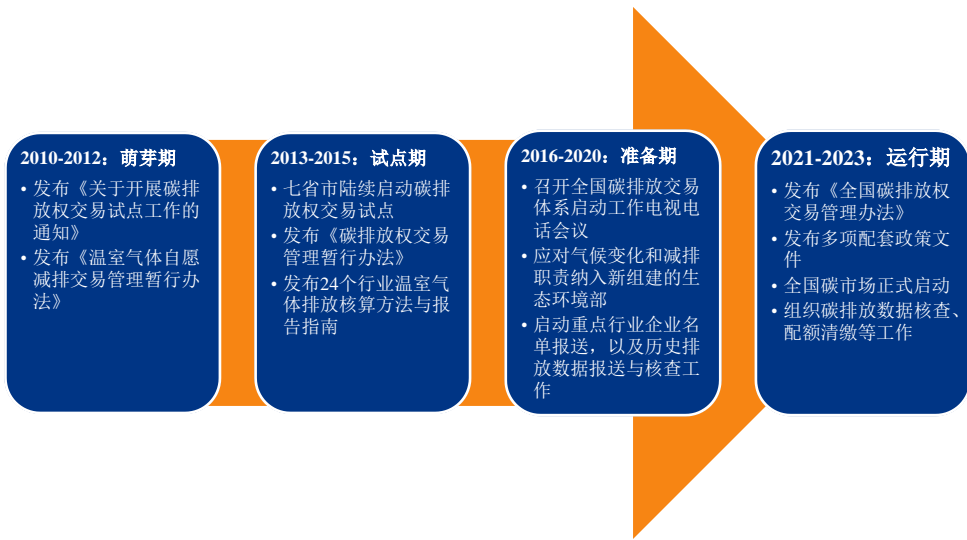 2010-2012：萌芽期
• 发布《关于开展碳排
放权交易试点工作的
通知》
• 发布《温室气体自愿
减排交易管理暂行办
法》
2013-2015：试点期
• 七省市陆续启动碳排
放权交易试点
• 发布《碳排放权交易
管理暂行办法》
• 发布24个行业温室气
体排放核算方法与报
告指南
2016-2020：准备期
• 召开全国碳排放交易
体系启动工作电视电
话会议
• 应对气候变化和减排
职责纳入新组建的生
态环境部
• 启动重点行业企业名
单报送，以及历史排
放数据报送与核查工
作
2021-2023：运行期
• 发布《全国碳排放权
交易管理办法》
• 发布多项配套政策文
件
• 全国碳市场正式启动
• 组织碳排放数据核查、
配额清缴等工作